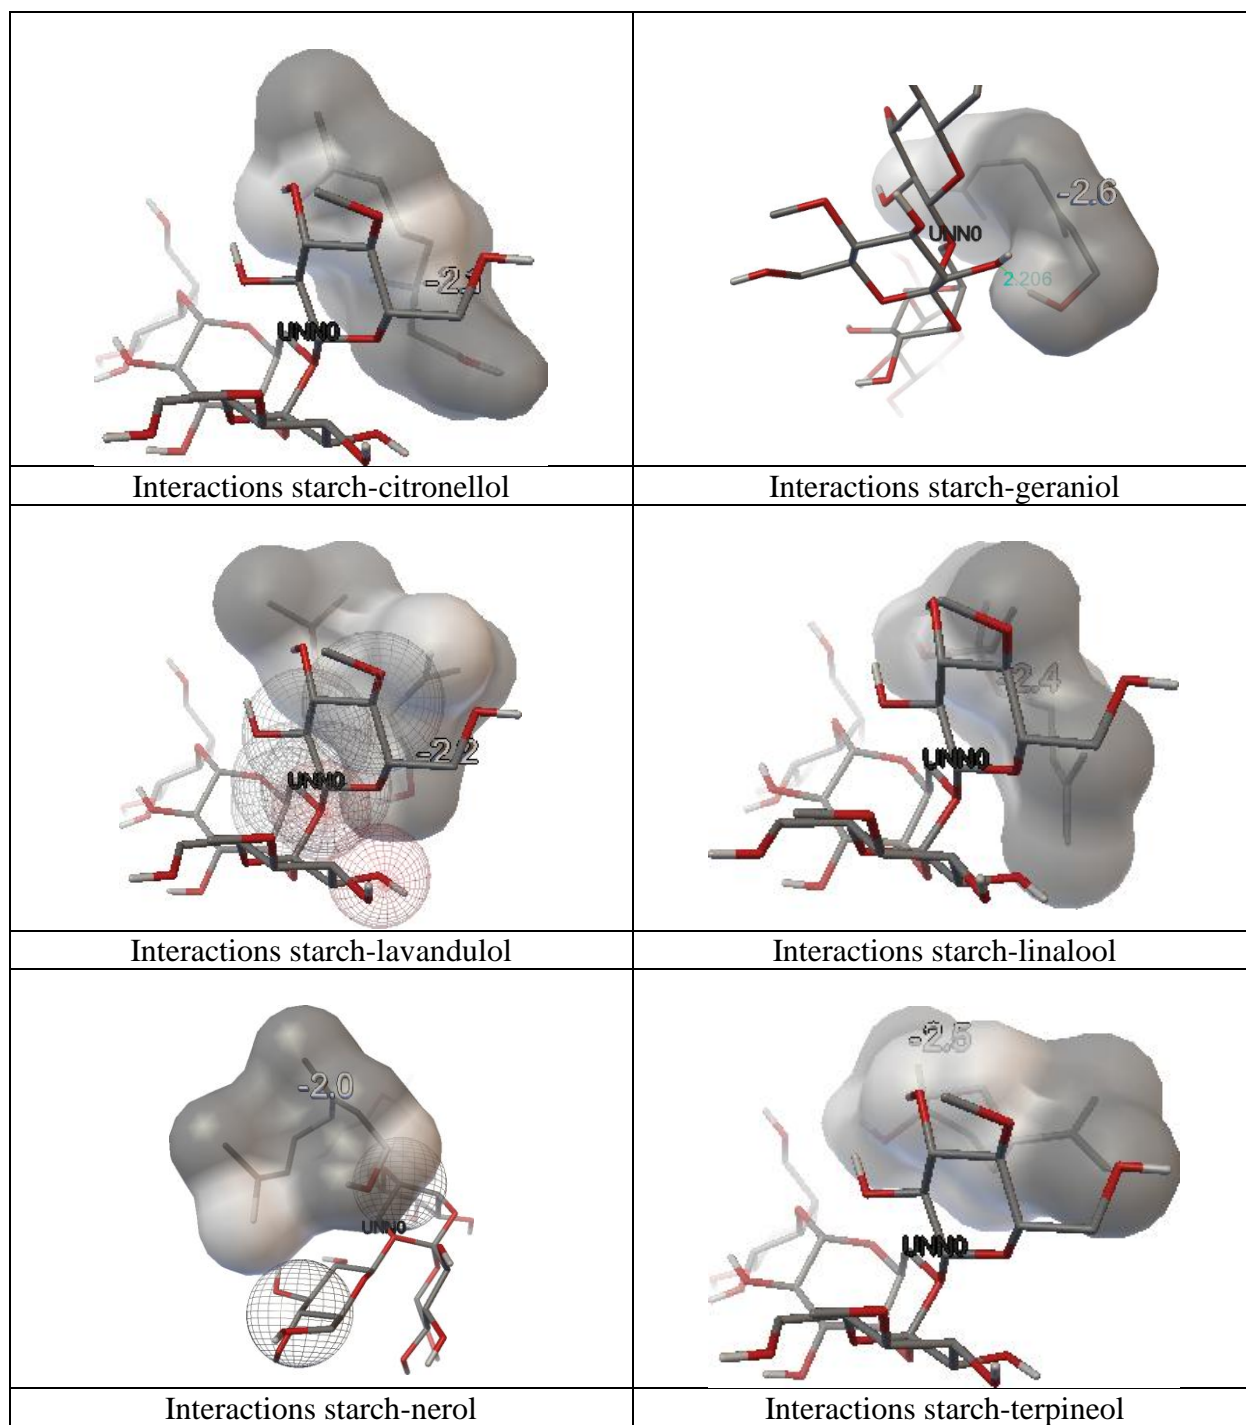 -2.1
UNN0
-2.6
UNN0
2.206
Interactions starch-citronellol
Interactions starch-geraniol
-2.2
UNN0
-2.4
UNN0
Interactions starch-lavandulol
Interactions starch-linalool
-2.0
UNN0
-2.5
UNN0
Interactions starch-nerol
Interactions starch-terpineol